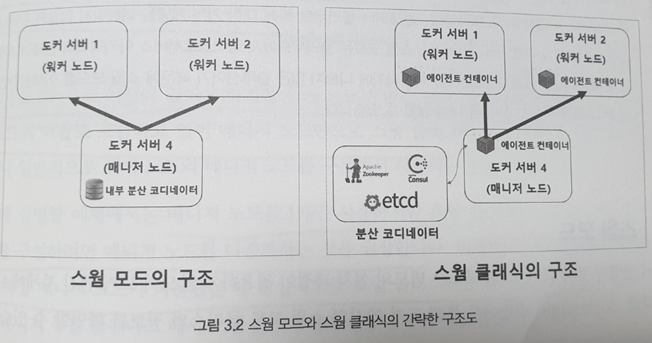 도커 서버 1
(워커 노드)
도커 서버 2
(워커 노드)
도커 서버 4
(매니저 노드)
내부 분산 코디네이터
스웜 모드의 구조
도커 서버 1
(워커 노드)
에이전트 컨테이너
도커 서버 2
(워커 노드)
에이전트 컨테이너
에이전트 컨테이너
도커 서버 4
(매니저 노드)
Apache
Zookeeper
Consul
etcd
분산 코디네이터
스웜 클래식의 구조
그림 3.2 스웜 모드와 스웜 클래식의 간략한 구조도